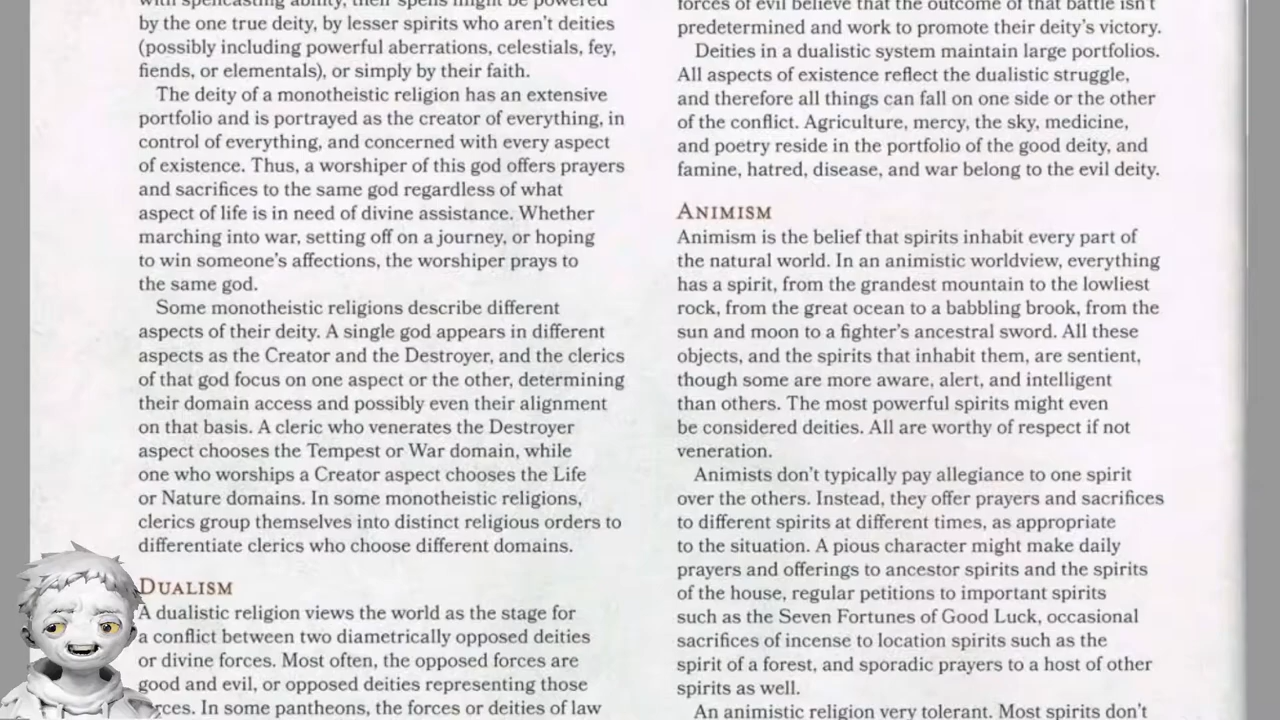 with spellcasting ability, their spells might be powered
by the one true deity, by lesser spirits who aren't deities
(possibly including powerful aberrations, celestials, fey,
fiends, or elementals), or simply by their faith.
The deity of a monotheistic religion has an extensive
portfolio and is portrayed as the creator of everything, in
control of everything, and concerned with every aspect
of existence. Thus, a worshiper of this god offers prayers
and sacrifices to the same god regardless of what
aspect of life is in need of divine assistance. Whether
marching into war, setting off on a journey, or hoping
to win someone's affections, the worshiper prays to
the same god.
Some monotheistic religions describe different
aspects of their deity. A single god appears in different
aspects as the Creator and the Destroyer, and the clerics
of that god focus on one aspect or the other, determining
their domain access and possibly even their alignment
on that basis. A cleric who venerates the Destroyer
aspect chooses the Tempest or War domain, while
one who worships a Creator aspect chooses the Life
or Nature domains. In some monotheistic religions,
clerics group themselves into distinct religious orders to
differentiate clerics who choose different domains.
DUALISM
A dualistic religion views the world as the stage for
a conflict between two diametrically opposed deities
or divine forces. Most often, the opposed forces are
good and evil, or opposed deities representing those
rces. In some pantheons, the forces or deities of law
forces of evil believe that the outcome of that battle isn't
predetermined and work to promote their deity's victory.
Deities in a dualistic system maintain large portfolios.
All aspects of existence reflect the dualistic struggle,
and therefore all things can fall on one side or the other
of the conflict. Agriculture, mercy, the sky, medicine,
and poetry reside in the portfolio of the good deity, and
famine, hatred, disease, and war belong to the evil deity.
ANIMISM
Animism is the belief that spirits inhabit every part of
the natural world. In an animistic worldview, everything
has a spirit, from the grandest mountain to the lowliest
rock, from the great ocean to a babbling brook, from the
sun and moon to a fighter's ancestral sword. All these
objects, and the spirits that inhabit them, are sentient,
though some are more aware, alert, and intelligent
than others. The most powerful spirits might even
be considered deities. All are worthy of respect if not
veneration.
Animists don't typically pay allegiance to one spirit
over the others. Instead, they offer prayers and sacrifices
to different spirits at different times, as appropriate
to the situation. A pious character might make daily
prayers and offerings to ancestor spirits and the spirits
of the house, regular petitions to important spirits
such as the Seven Fortunes of Good Luck, occasional
sacrifices of incense to location spirits such as the
spirit of a forest, and sporadic prayers to a host of other
spirits as well.
An animistic religion very tolerant. Most spirits don't